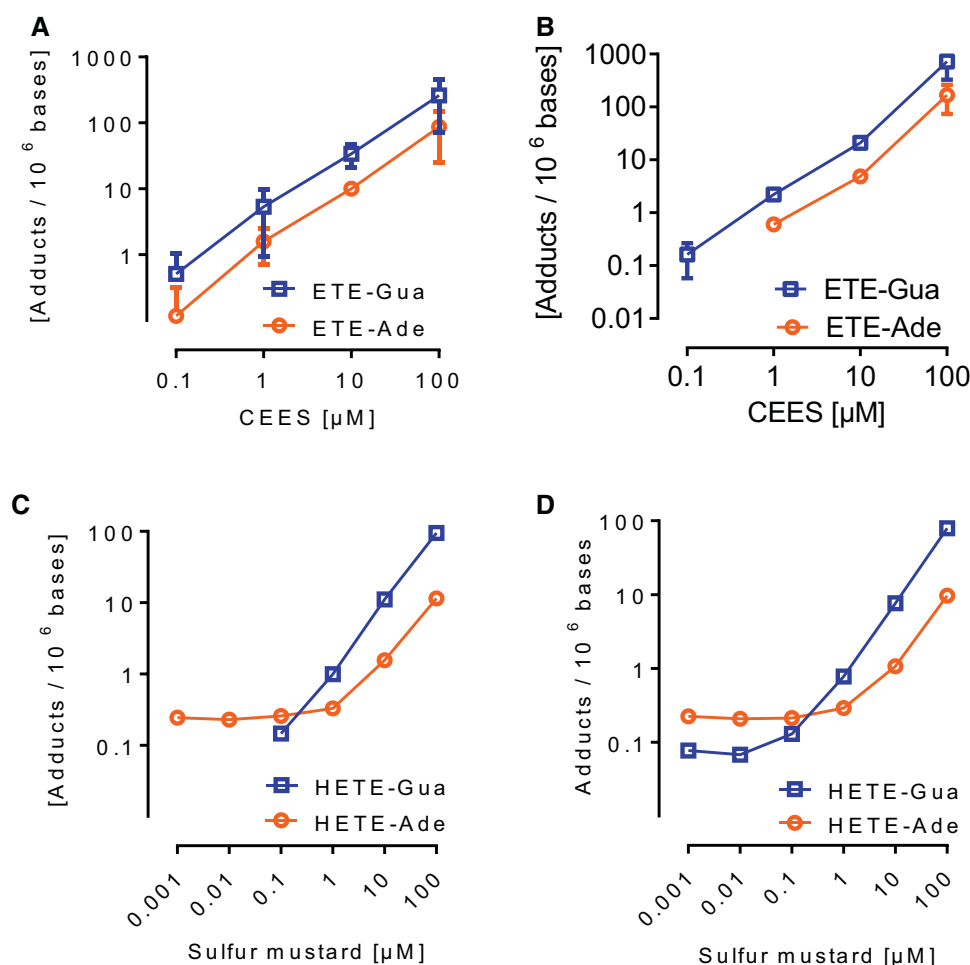 A
[Adducts / 10 6 bases]
1000
100
10
1
ETE-Gua
ETE-Ade
0.1 1 10 100
CEES [µM]
B
[Adducts / 10 6 bases]
1000
100
10
1
0.1
0.01
ETE-Gua
ETE-Ade
0.1 1 10 100
CEES [µM]
C
[Adducts / 10 6 bases]
100
10
1
0.1
HETE-Gua
HETE-Ade
0.001 0.01 0.1 1 10 100
Sulfur mustard [µM]
D
Adducts / 10 6 bases
100
10
1
0.1
HETE-Gua
HETE-Ade
0.001 0.01 0.1 1 10 100
Sulfur mustard [µM]